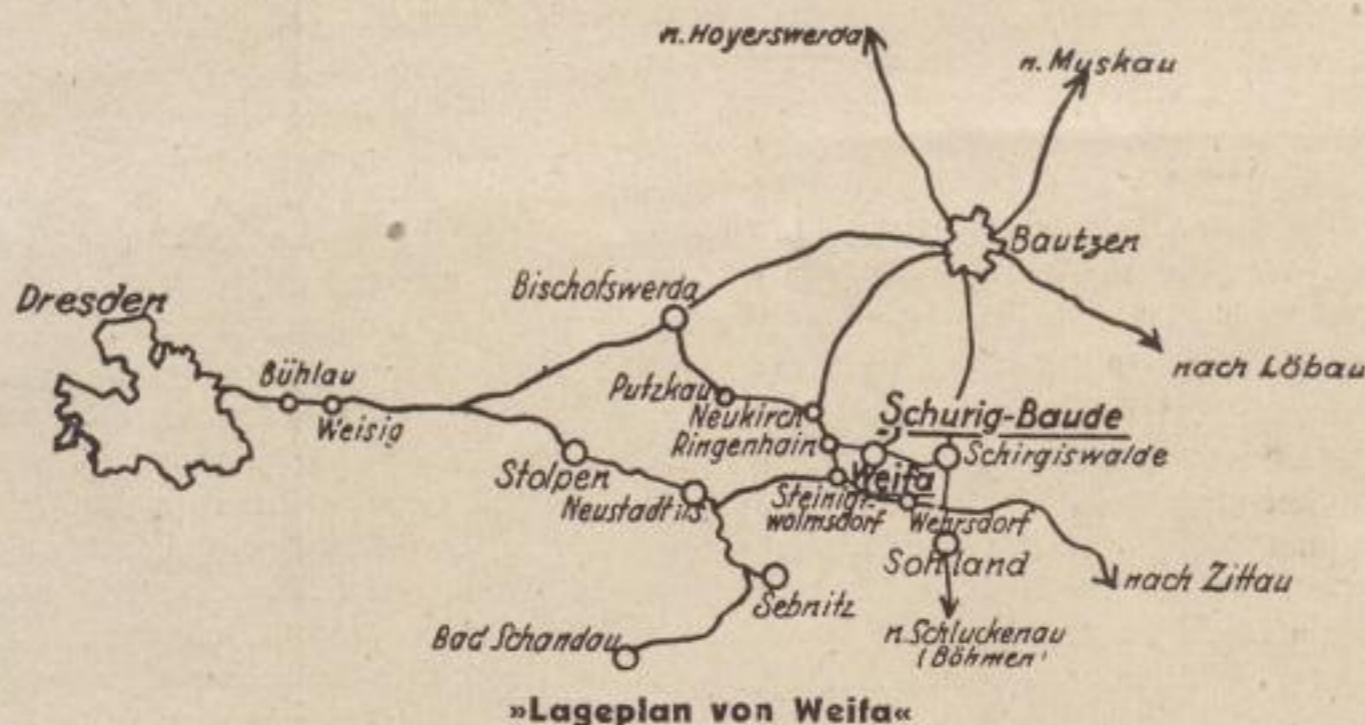 n. Hoyerswerda
n. Muskau
Bautzen
Dresden
Bischofswerda
nach Löbau
Bühlau
Weisig
Putzkau
Neukirch
Ringenhain
Schurig-Baude
Schirgiswalde
Stolpen
Neustadt i/s.
Weifa
Steinigt-
wolmsdorf
Wehrsdorf
Sohland
nach Zittau
Sebnitz
Bad Schandau
n. Schluckenau
(Böhmen)
»Lageplan von Weifa«